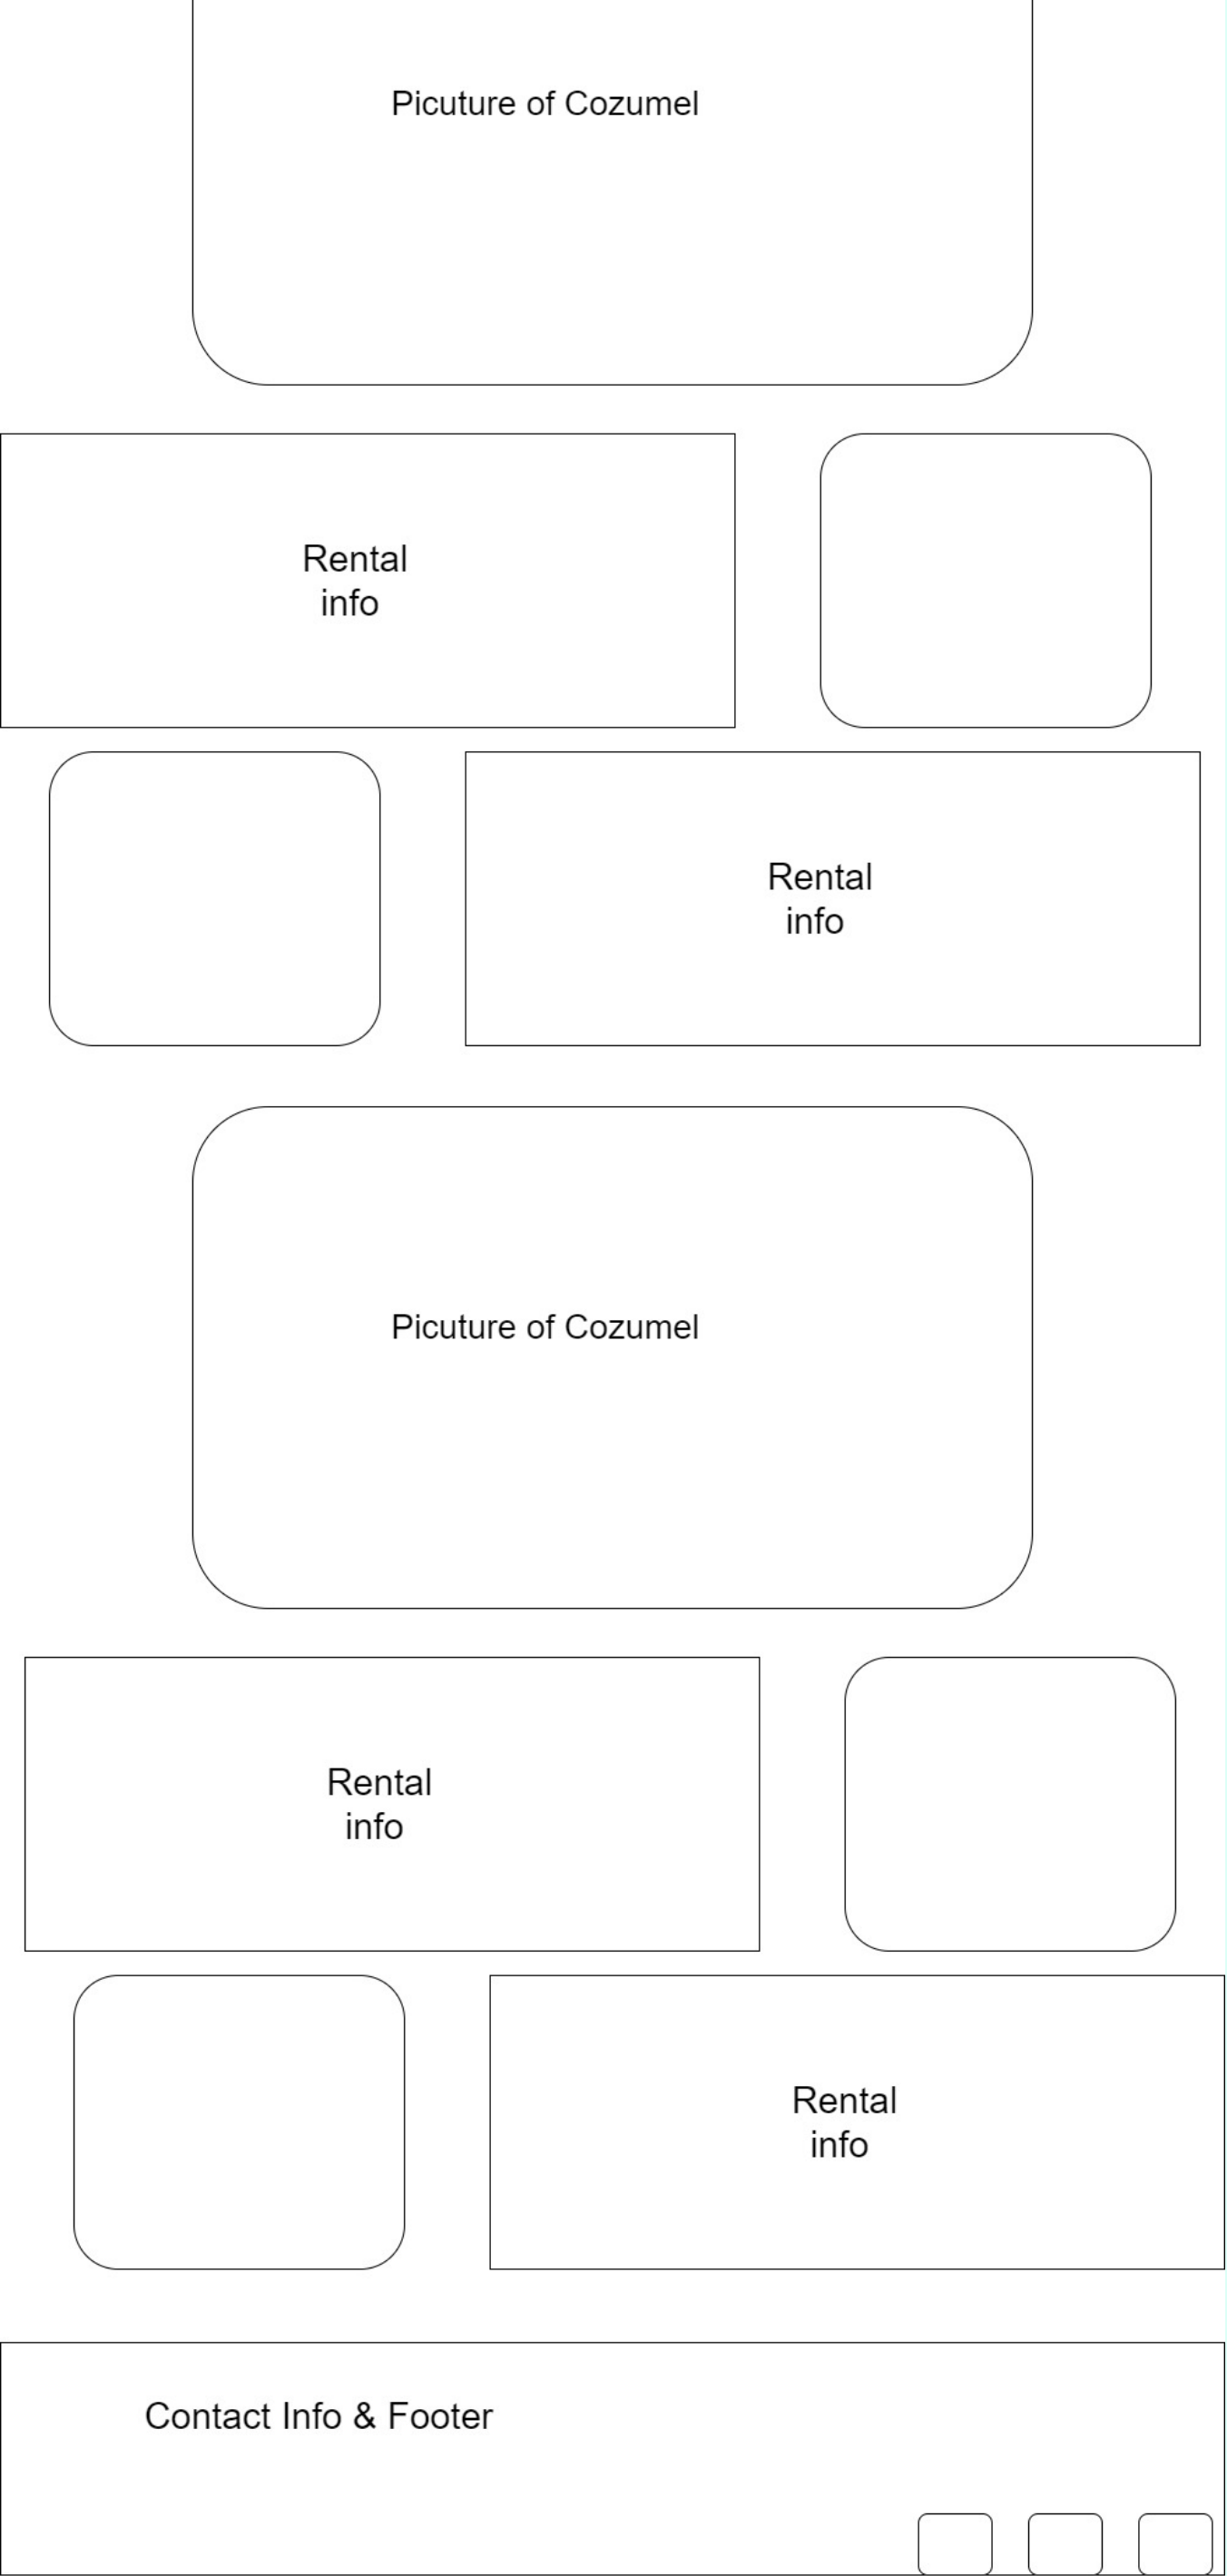 Picuture of Cozumel
Rental
info
Rental
info
Picuture of Cozumel
Rental
info
Rental
info
Contact Info & Footer